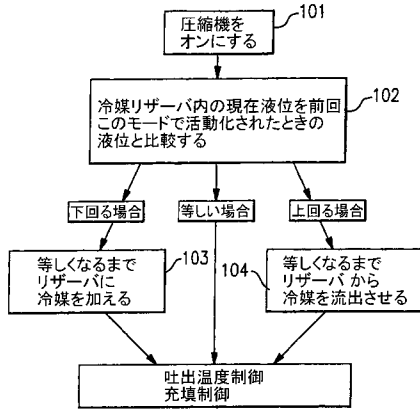 圧縮機を
オンにする
101
冷媒リザーバ内の現在液位を前回
このモードで活動化されたときの
液位と比較する
102
下回る場合
等しい場合
上回る場合
等しくなるまで
リザーバに
冷媒を加える
103
104
等しくなるまで
リザーバ から
冷媒を流出させる
吐出温度制御
充填制御